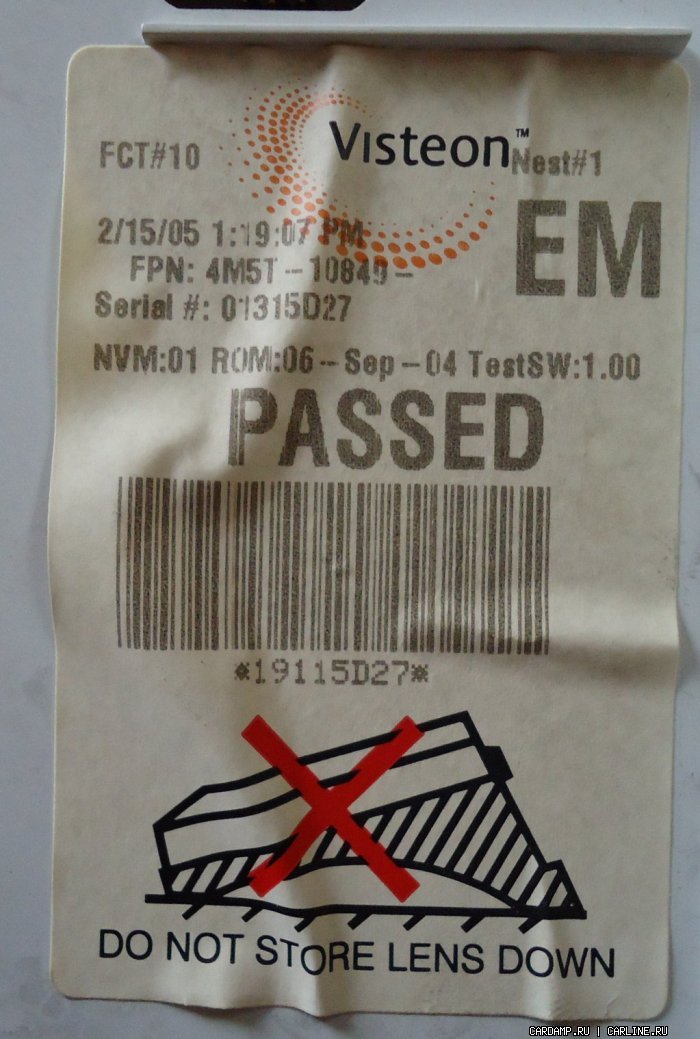 Visteon™
FCT#10
Nest#1
2/15/05 1:19:07 PM
EM
FPN: 4M5T-10849-
Serial #: 01315D27
NVM:01 ROM:06-Sep-04 TestSW:1.00
PASSED
*19115D27*
DO NOT STORE LENS DOWN
CARDAMP.RU | CARLINE.RU